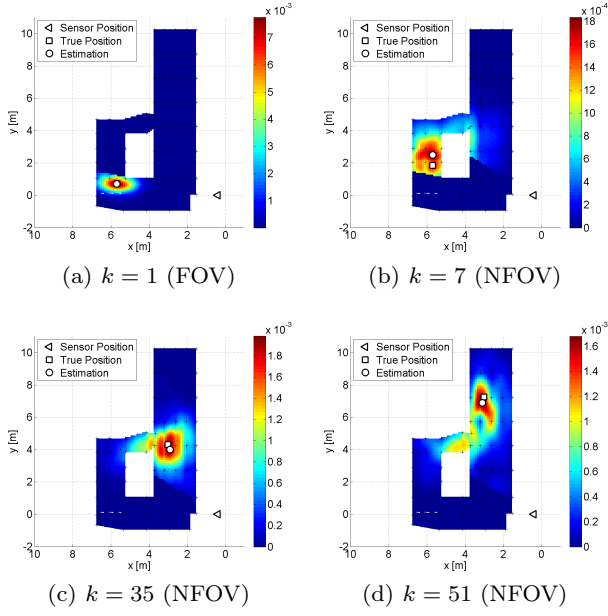 x 10⁻³
Sensor Position
True Position
Estimation
y [m]
10
8
6
4
2
0
-2
10 8 6 4 2 0
x [m]
7
6
5
4
3
2
1
(a) k = 1 (FOV)
x 10⁻⁴
Sensor Position
True Position
Estimation
y [m]
10
8
6
4
2
0
-2
10 8 6 4 2 0
x [m]
18
16
14
12
10
8
6
4
2
0
(b) k = 7 (NFOV)
x 10⁻³
Sensor Position
True Position
Estimation
y [m]
10
8
6
4
2
0
-2
10 8 6 4 2 0
x [m]
1.8
1.6
1.4
1.2
1
0.8
0.6
0.4
0.2
0
(c) k = 35 (NFOV)
x 10⁻³
Sensor Position
True Position
Estimation
y [m]
10
8
6
4
2
0
-2
10 8 6 4 2 0
x [m]
1.6
1.4
1.2
1
0.8
0.6
0.4
0.2
0
(d) k = 51 (NFOV)